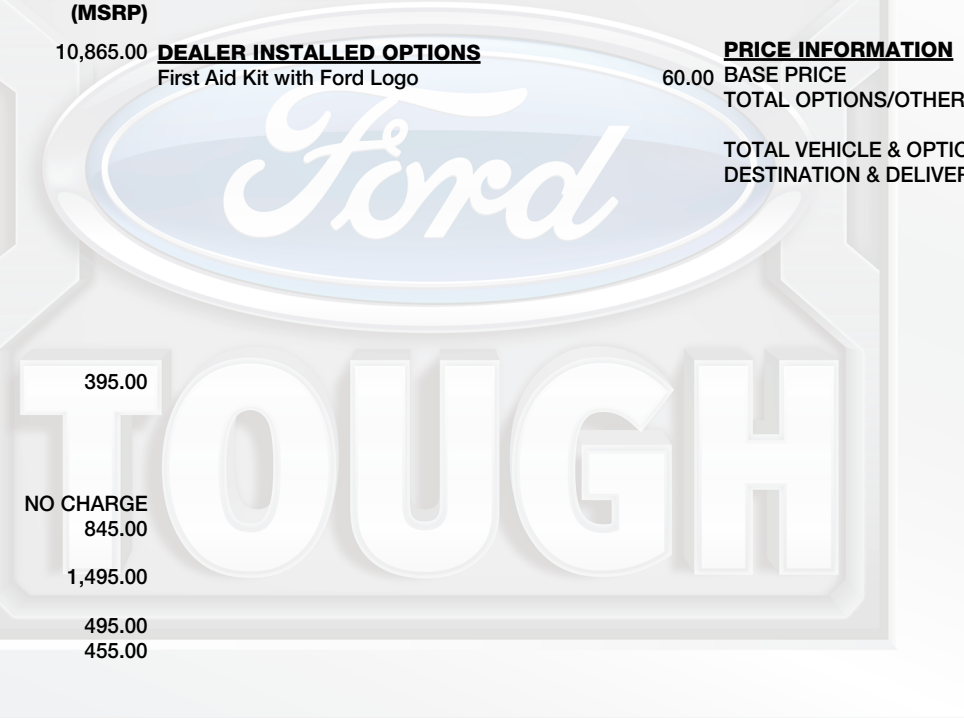 (MSRP)
10,865.00
395.00
NO CHARGE
845.00
1,495.00
495.00
455.00
DEALER INSTALLED OPTIONS
First Aid Kit with Ford Logo 60.00
PRICE INFORMATION
BASE PRICE
TOTAL OPTIONS/OTHER
TOTAL VEHICLE & OPTIO
DESTINATION & DELIVER
Ford
TOUGH